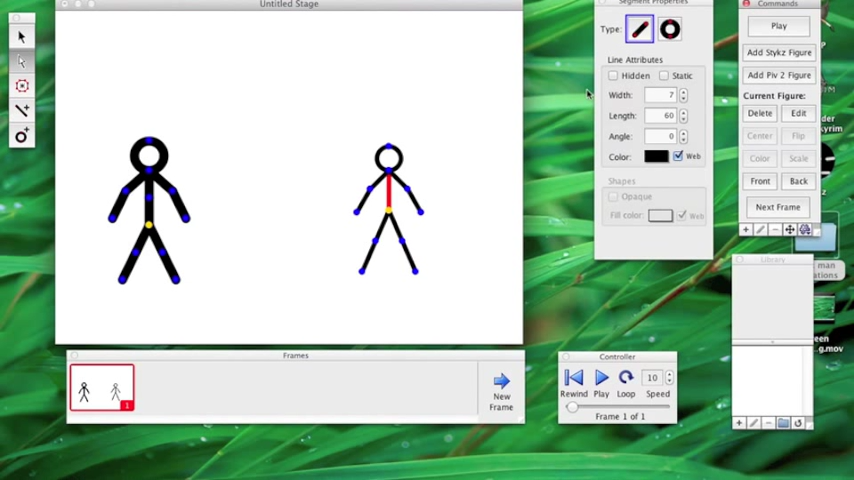 Untitled Stage
Segment Properties
Type:
Line Attributes
Hidden Static
Width: 7
Length: 60
Angle: 0
Color: Web
Shapes
Opaque
Fill color: Web
Commands
Play
Add Stykz Figure
Add Piv 2 Figure
Current Figure:
Delete Edit
Center Flip
Color Scale
Front Back
Next Frame
Library
man
Frames
1
New
Frame
Controller
10
Rewind Play Loop Speed
Frame 1 of 1